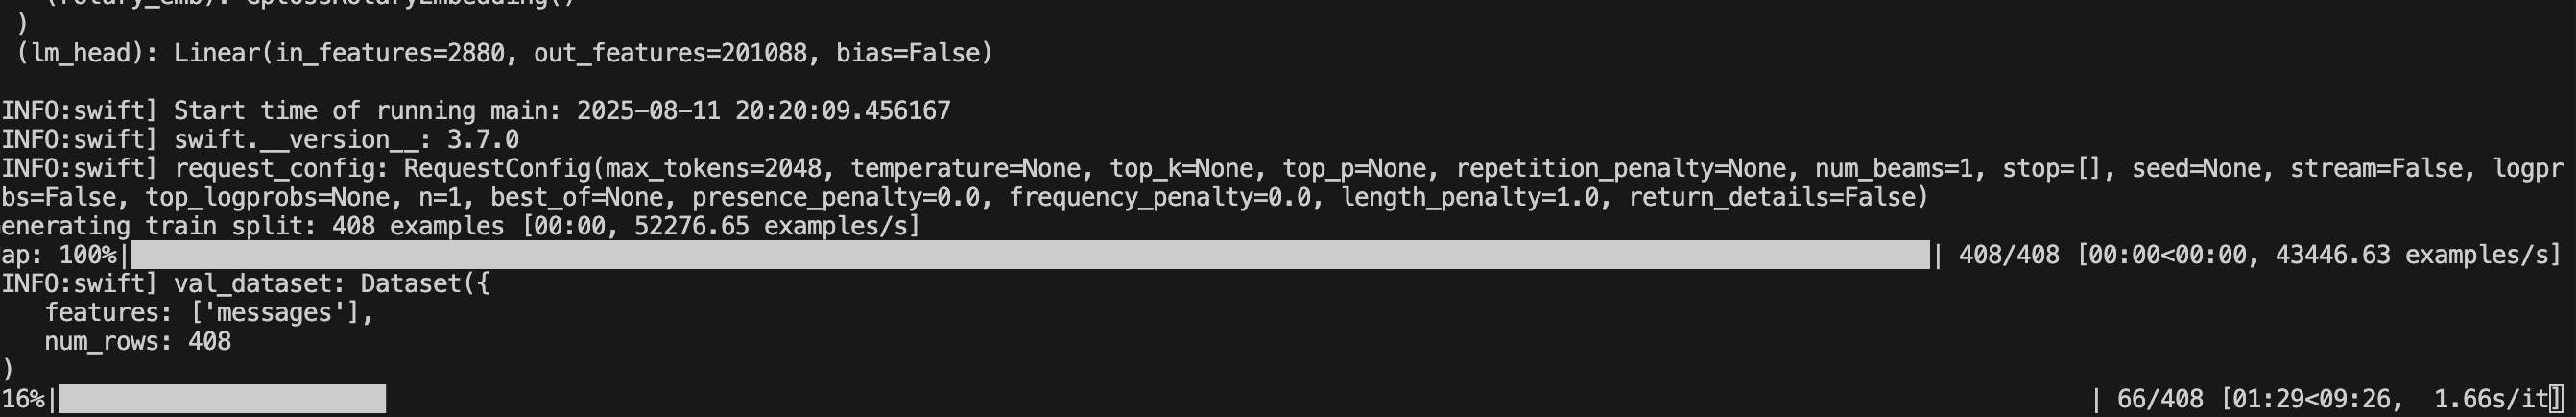 (rotary_emb): GptOssRotaryEmbedding()
)
(lm_head): Linear(in_features=2880, out_features=201088, bias=False)
INFO:swift] Start time of running main: 2025-08-11 20:20:09.456167
INFO:swift] swift.__version__: 3.7.0
INFO:swift] request_config: RequestConfig(max_tokens=2048, temperature=None, top_k=None, top_p=None, repetition_penalty=None, num_beams=1, stop=[], seed=None, stream=False, logpr
bs=False, top_logprobs=None, n=1, best_of=None, presence_penalty=0.0, frequency_penalty=0.0, length_penalty=1.0, return_details=False)
enerating train split: 408 examples [00:00, 52276.65 examples/s]
ap: 100%| | 408/408 [00:00<00:00, 43446.63 examples/s]
INFO:swift] val_dataset: Dataset({
features: ['messages'],
num_rows: 408
)
16%| | 66/408 [01:29<09:26, 1.66s/it]